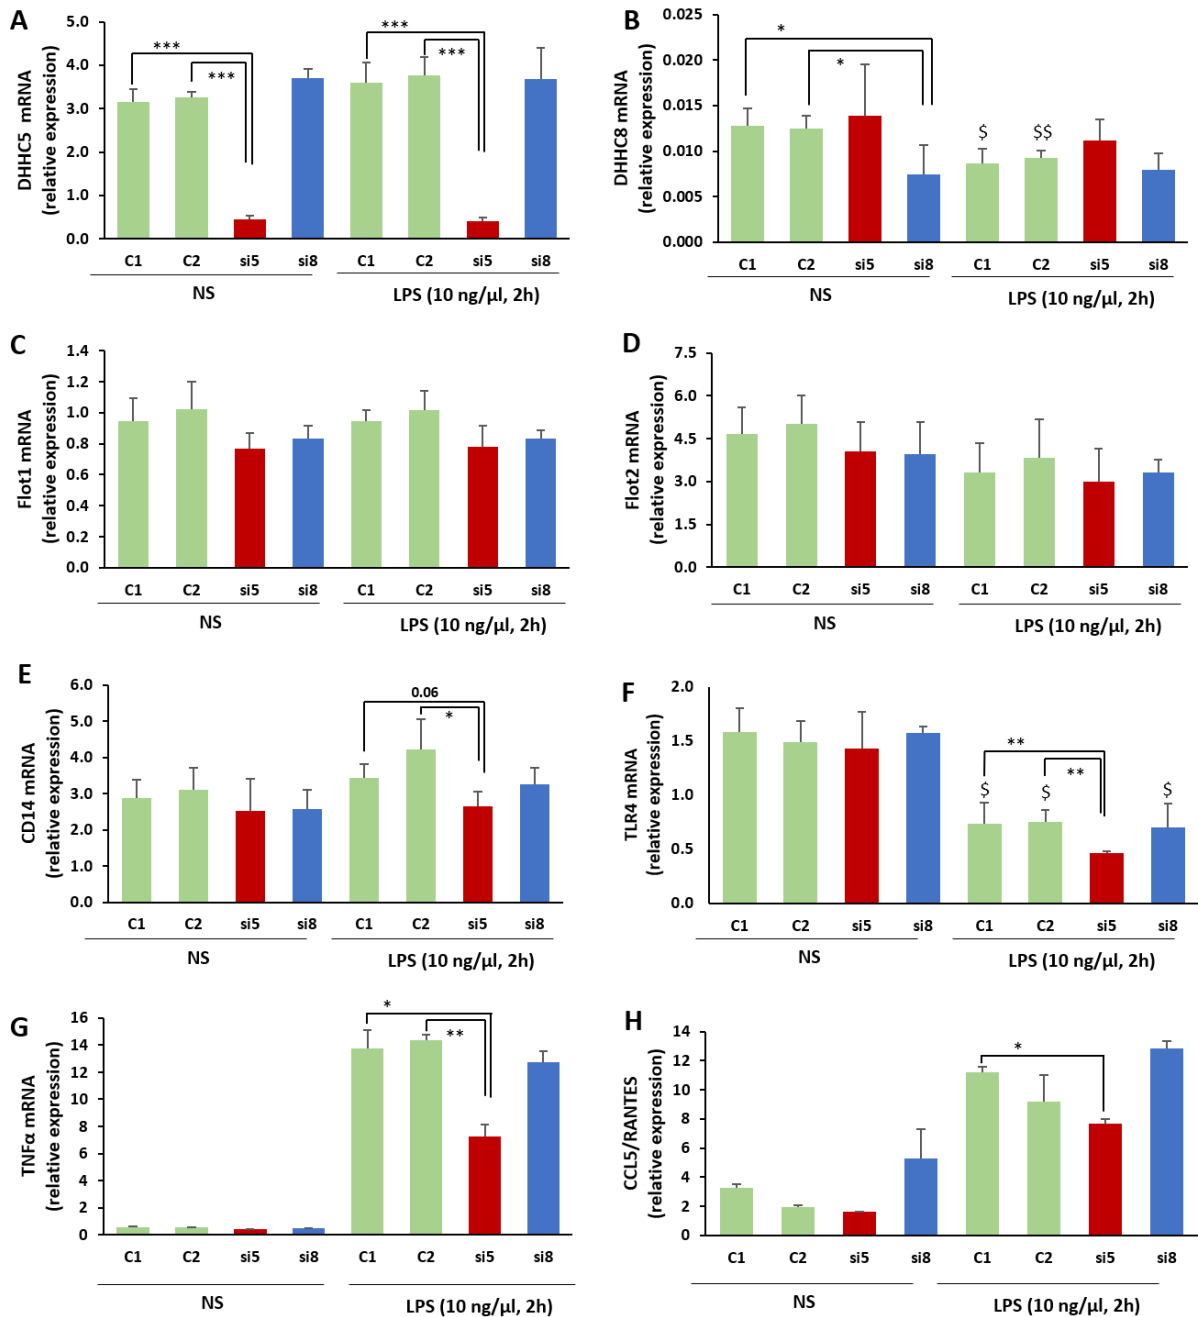 A
DHHC5 mRNA
(relative expression)
5.0
4.0
3.0
2.0
1.0
0.0
***
***
***
***
C1 C2 si5 si8 C1 C2 si5 si8
NS LPS (10 ng/µl, 2h)
B
DHHC8 mRNA
(relative expression)
0.025
0.020
0.015
0.010
0.005
0.000
*
*
$ $$
C1 C2 si5 si8 C1 C2 si5 si8
NS LPS (10 ng/µl, 2h)
C
Flot1 mRNA
(relative expression)
1.4
1.2
1.0
0.8
0.6
0.4
0.2
0.0
C1 C2 si5 si8 C1 C2 si5 si8
NS LPS (10 ng/µl, 2h)
D
Flot2 mRNA
(relative expression)
7.5
6.0
4.5
3.0
1.5
0.0
C1 C2 si5 si8 C1 C2 si5 si8
NS LPS (10 ng/µl, 2h)
E
CD14 mRNA
(relative expression)
6.0
5.0
4.0
3.0
2.0
1.0
0.0
0.06
*
C1 C2 si5 si8 C1 C2 si5 si8
NS LPS (10 ng/µl, 2h)
F
TLR4 mRNA
(relative expression)
2.0
1.5
1.0
0.5
0.0
**
**
$ $ $
C1 C2 si5 si8 C1 C2 si5 si8
NS LPS (10 ng/µl, 2h)
G
TNFα mRNA
(relative expression)
16
14
12
10
8
6
4
2
0
*
**
C1 C2 si5 si8 C1 C2 si5 si8
NS LPS (10 ng/µl, 2h)
H
CCL5/RANTES
(relative expression)
14
12
10
8
6
4
2
0
*
C1 C2 si5 si8 C1 C2 si5 si8
NS LPS (10 ng/µl, 2h)